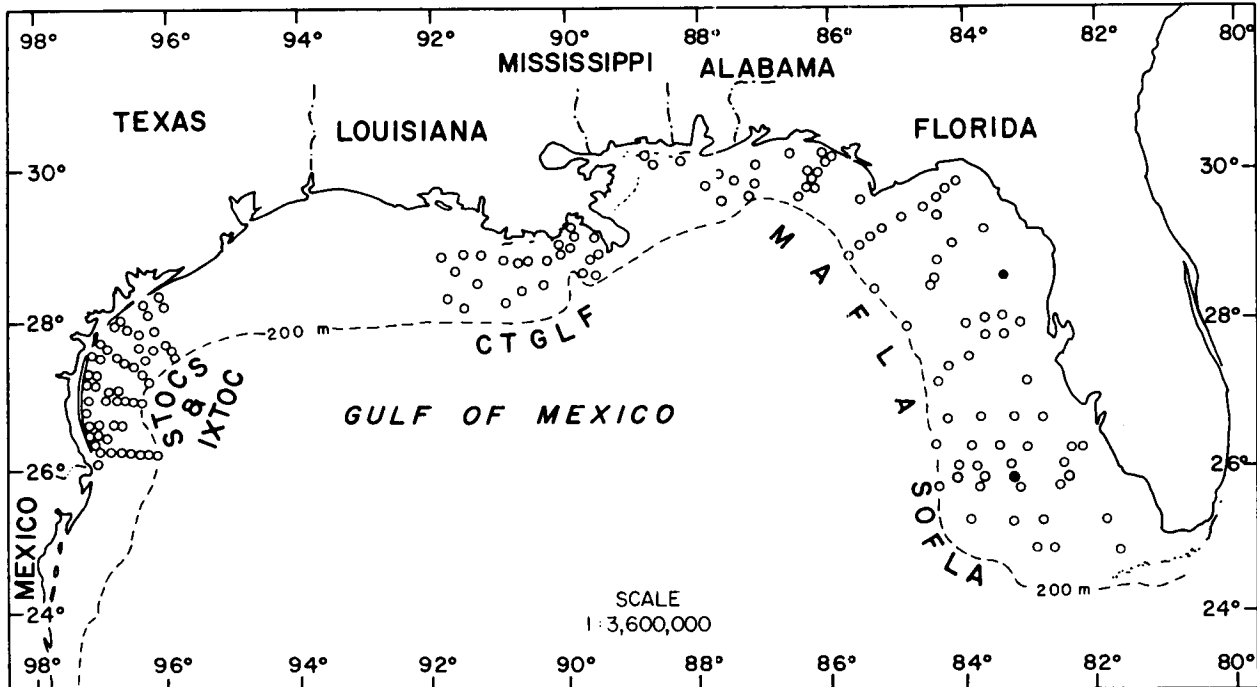 98° 96° 94° 92° 90° 88° 86° 84° 82° 80°
MISSISSIPPI ALABAMA
TEXAS LOUISIANA FLORIDA
30° 30°
MAFLA
28° 200 m CTGLF 28°
STOCS
&
IXTOC
GULF OF MEXICO
26° 26°
SOFLA
MEXICO
200 m
SCALE
1:3,600,000
24° 24°
98° 96° 94° 92° 90° 88° 86° 84° 82° 80°